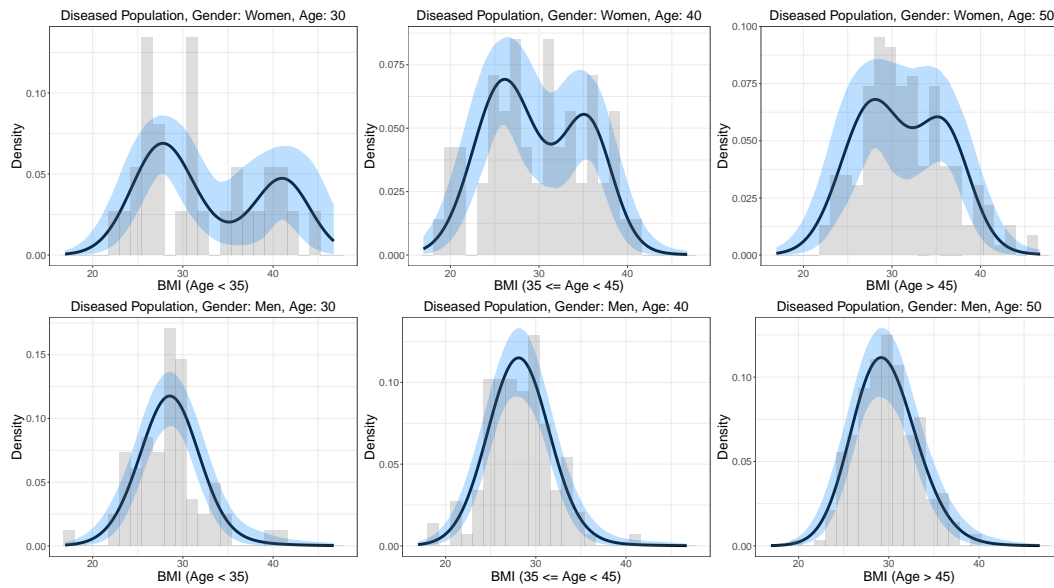 Diseased Population, Gender: Women, Age: 30
Density
0.10
0.05
0.00
20 30 40
BMI (Age < 35)
Diseased Population, Gender: Women, Age: 40
Density
0.075
0.050
0.025
0.000
20 30 40
BMI (35 <= Age < 45)
Diseased Population, Gender: Women, Age: 50
Density
0.100
0.075
0.050
0.025
0.000
20 30 40
BMI (Age > 45)
Diseased Population, Gender: Men, Age: 30
Density
0.15
0.10
0.05
0.00
20 30 40
BMI (Age < 35)
Diseased Population, Gender: Men, Age: 40
Density
0.10
0.05
0.00
20 30 40
BMI (35 <= Age < 45)
Diseased Population, Gender: Men, Age: 50
Density
0.10
0.05
0.00
20 30 40
BMI (Age > 45)